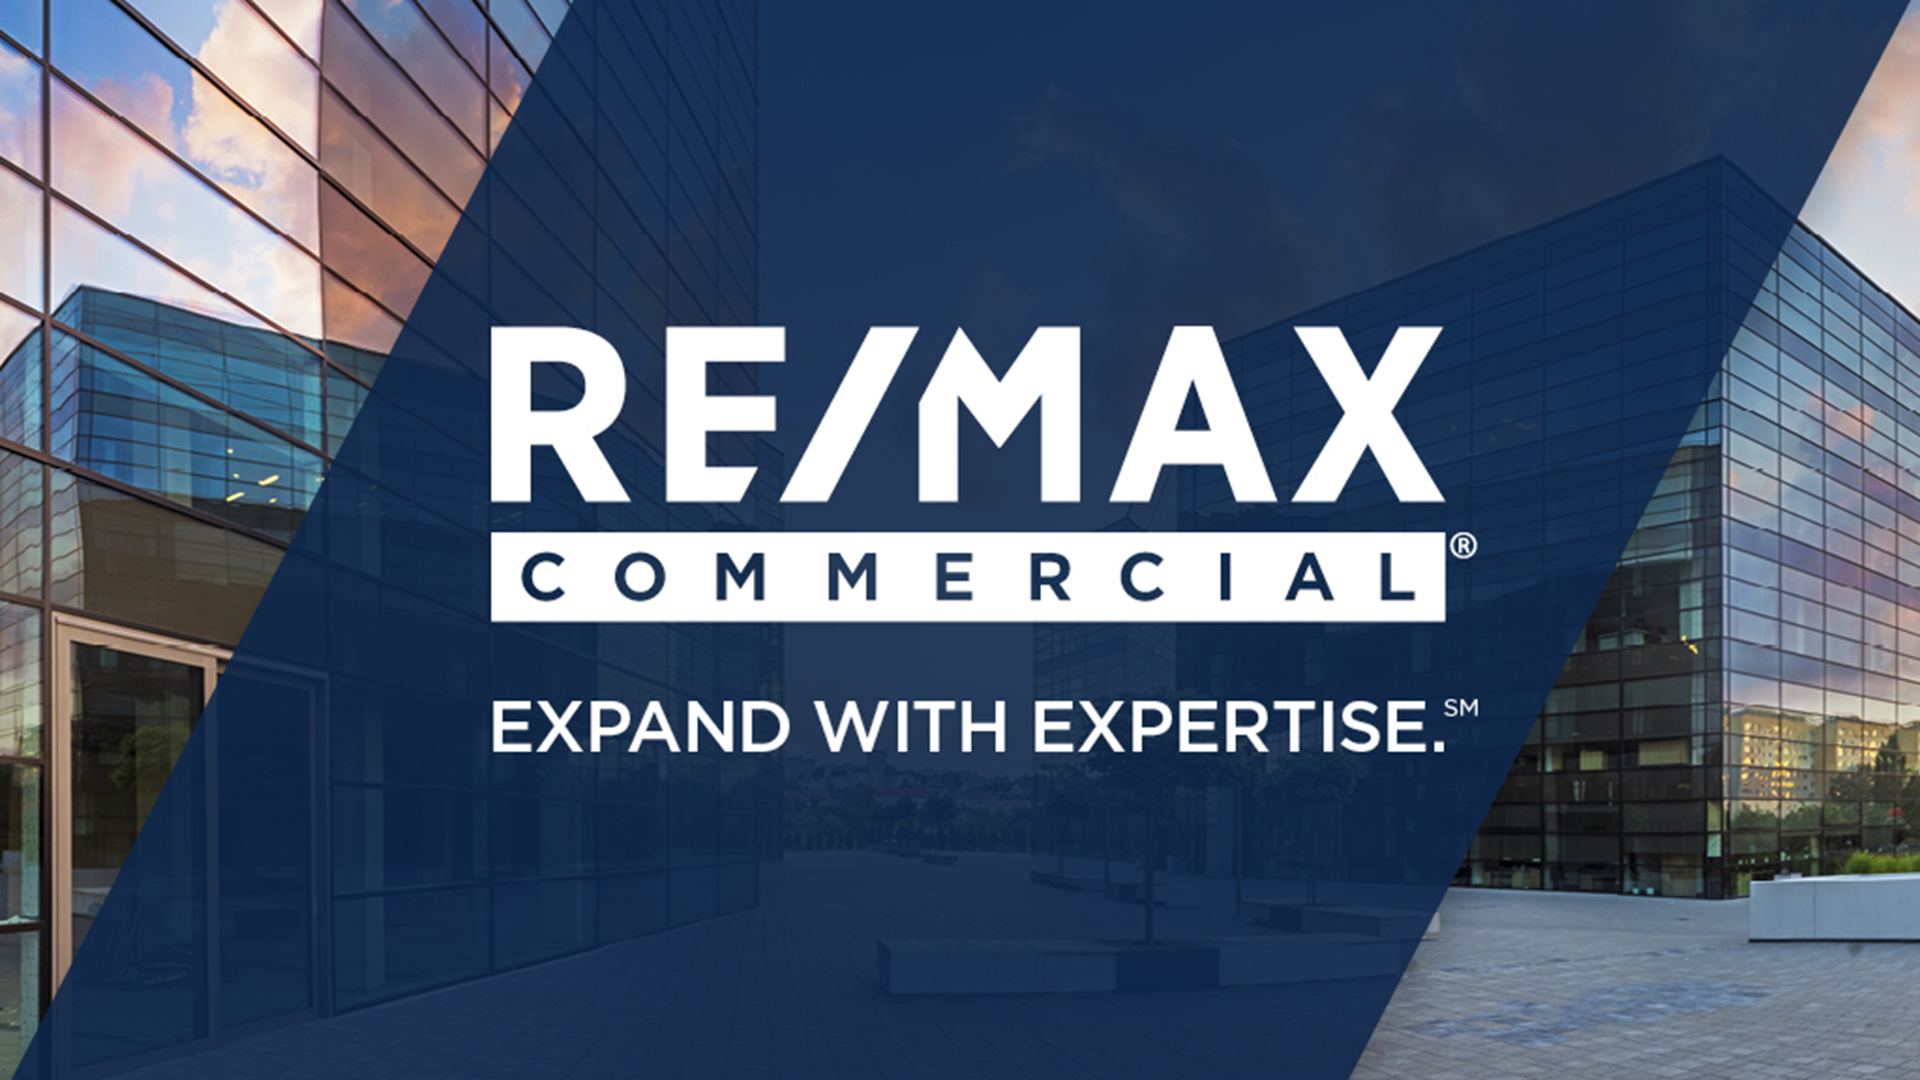 RE/MAX
COMMERCIAL®
EXPAND WITH EXPERTISE.℠